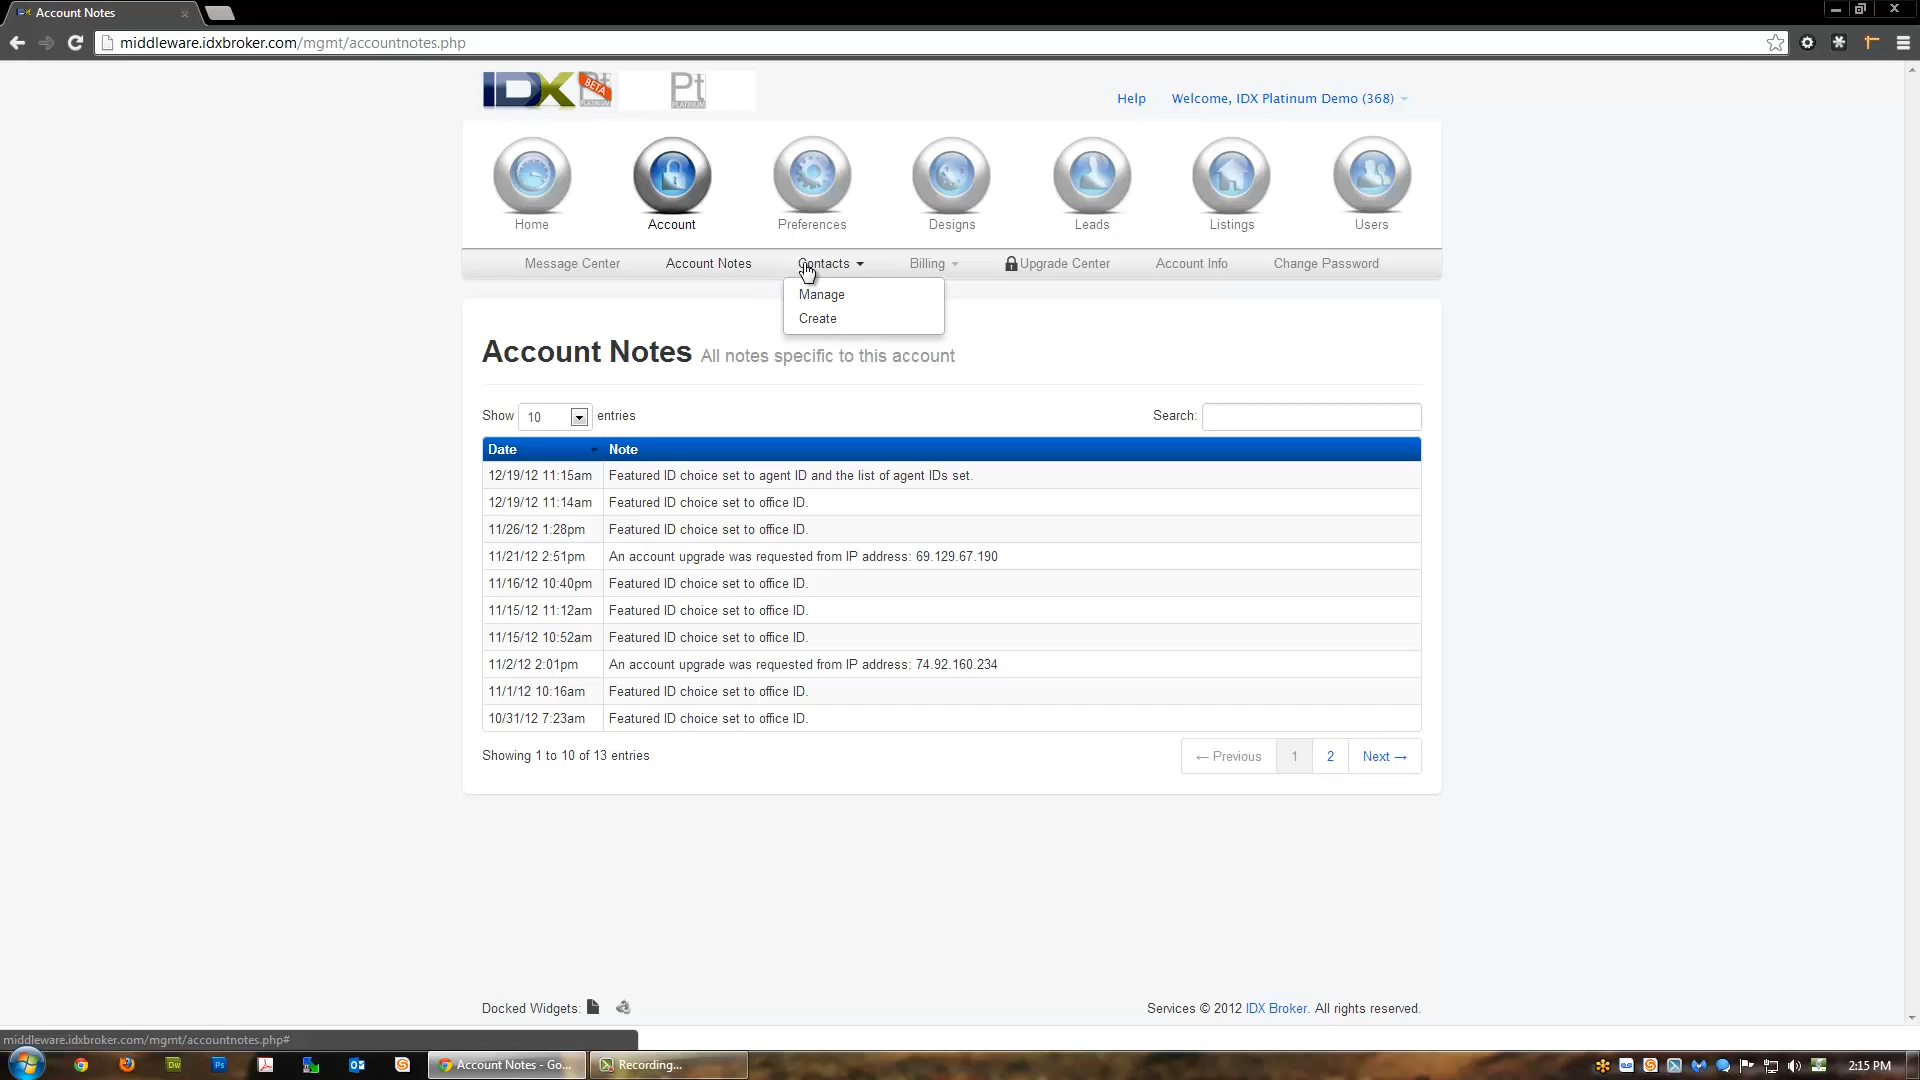 Account Notes
middleware.idxbroker.com/mgmt/accountnotes.php
IDX Pt PLATINUM BETA Pt PLATINUM
Help Welcome, IDX Platinum Demo (368)
Home Account Preferences Designs Leads Listings Users
Message Center Account Notes Contacts Billing Upgrade Center Account Info Change Password
Manage
Create
Account Notes All notes specific to this account
Show 10 entries Search:
Date Note
12/19/12 11:15am Featured ID choice set to agent ID and the list of agent IDs set.
12/19/12 11:14am Featured ID choice set to office ID.
11/26/12 1:28pm Featured ID choice set to office ID.
11/21/12 2:51pm An account upgrade was requested from IP address: 69.129.67.190
11/16/12 10:40pm Featured ID choice set to office ID.
11/15/12 11:12am Featured ID choice set to office ID.
11/15/12 10:52am Featured ID choice set to office ID.
11/2/12 2:01pm An account upgrade was requested from IP address: 74.92.160.234
11/1/12 10:16am Featured ID choice set to office ID.
10/31/12 7:23am Featured ID choice set to office ID.
Showing 1 to 10 of 13 entries ← Previous 1 2 Next →
Docked Widgets: Services © 2012 IDX Broker. All rights reserved.
middleware.idxbroker.com/mgmt/accountnotes.php#
Dw Ps Account Notes - Go... Recording... 2:15 PM